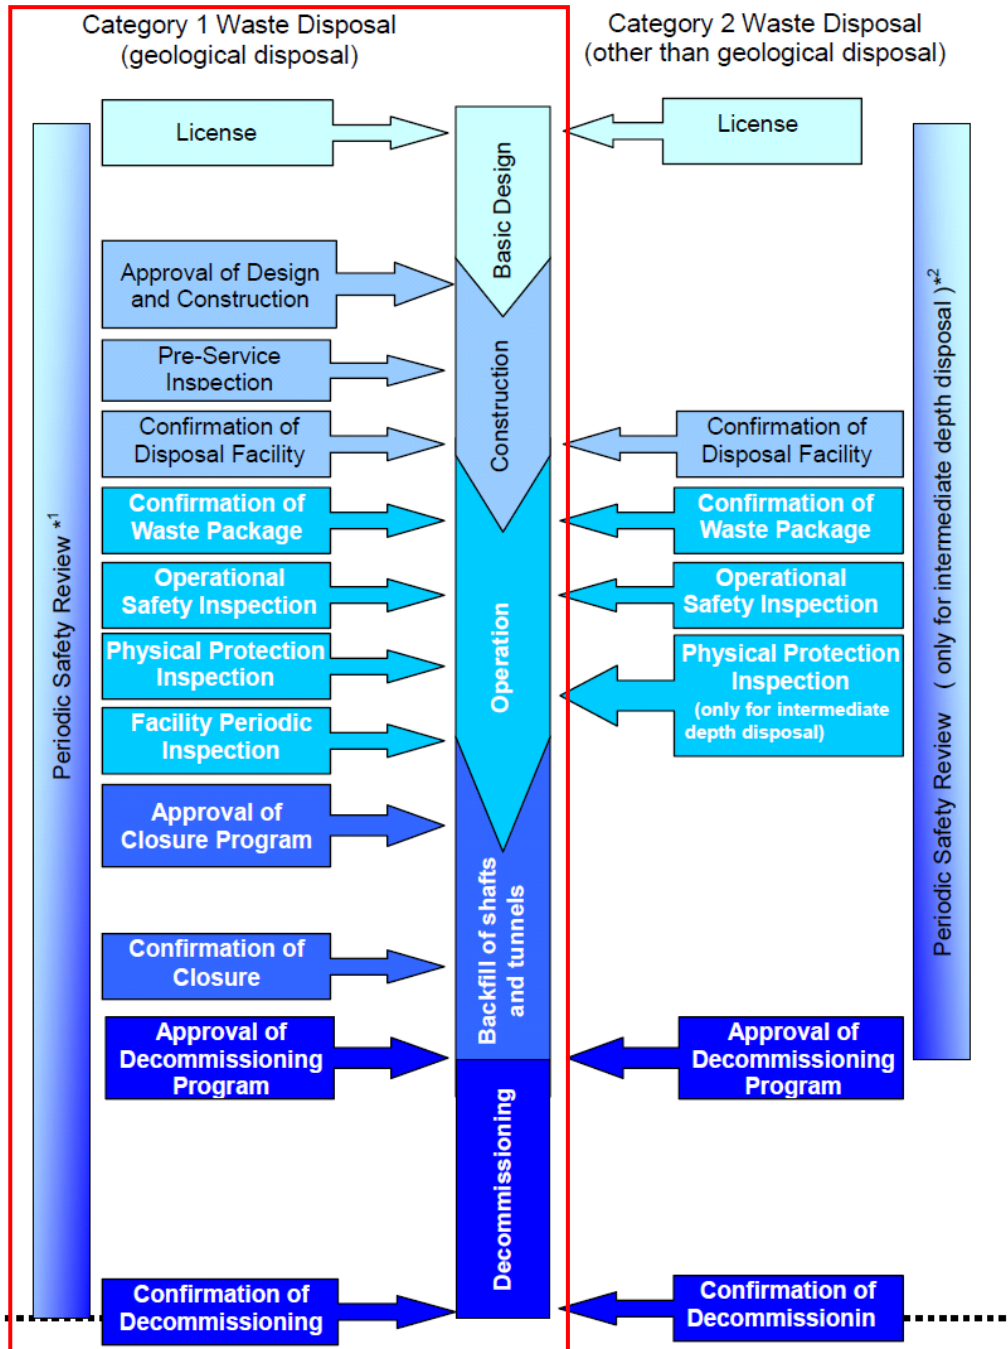 Category 1 Waste Disposal
(geological disposal)
Category 2 Waste Disposal
(other than geological disposal)
Periodic Safety Review *1
License
Approval of Design
and Construction
Pre-Service
Inspection
Confirmation of
Disposal Facility
Confirmation of
Waste Package
Operational
Safety Inspection
Physical Protection
Inspection
Facility Periodic
Inspection
Approval of
Closure Program
Confirmation of
Closure
Approval of
Decommissioning
Program
Confirmation of
Decommissioning
Basic Design
Construction
Operation
Backfill of shafts
and tunnels
Decommissioning
License
Confirmation of
Disposal Facility
Confirmation of
Waste Package
Operational
Safety Inspection
Physical Protection
Inspection
(only for intermediate
depth disposal)
Approval of
Decommissioning
Program
Confirmation of
Decommissionin
Periodic Safety Review ( only for intermediate depth disposal )*2